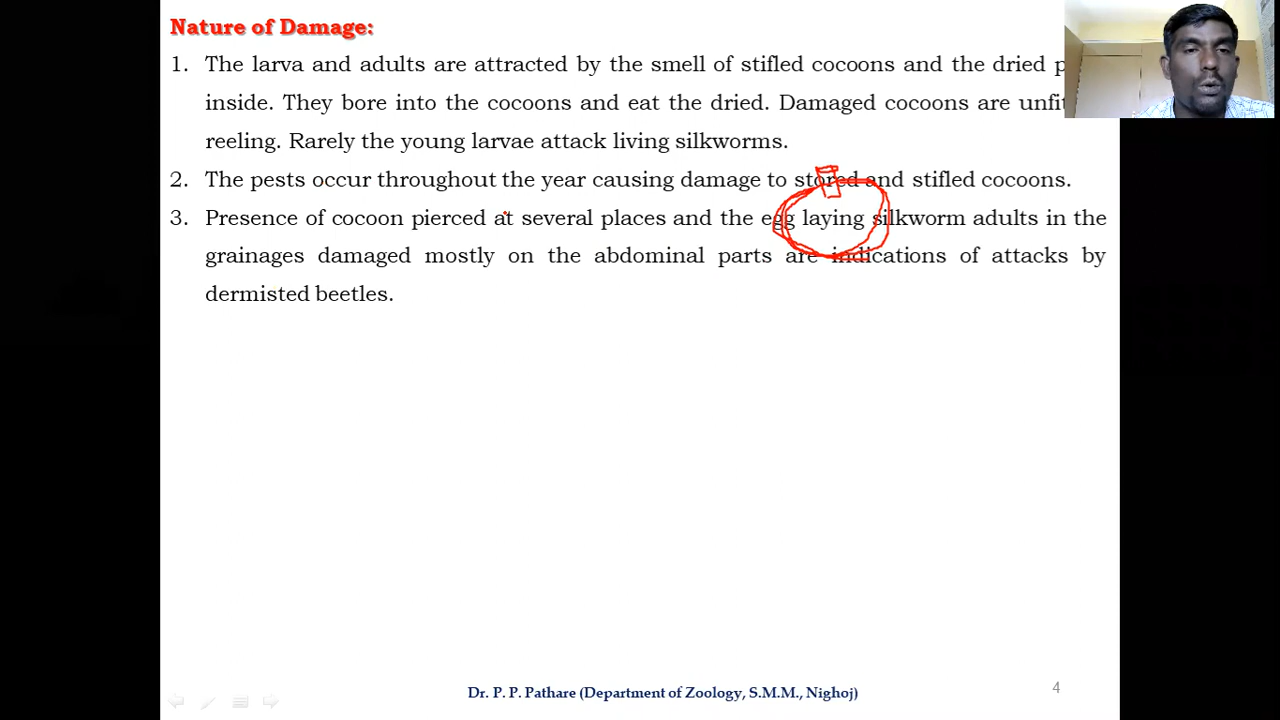 Nature of Damage:
1. The larva and adults are attracted by the smell of stifled cocoons and the dried
inside. They bore into the cocoons and eat the dried. Damaged cocoons are
reeling. Rarely the young larvae attack living silkworms.
2. The pests occur throughout the year causing damage to stored and stifled cocoons.
3. Presence of cocoon pierced at several places and the egg laying silkworm adults in the
grainages damaged mostly on the abdominal parts are indications of attacks by
dermisted beetles.
Dr. P. P. Pathare (Department of Zoology, S.M.M., Nighoj)
4